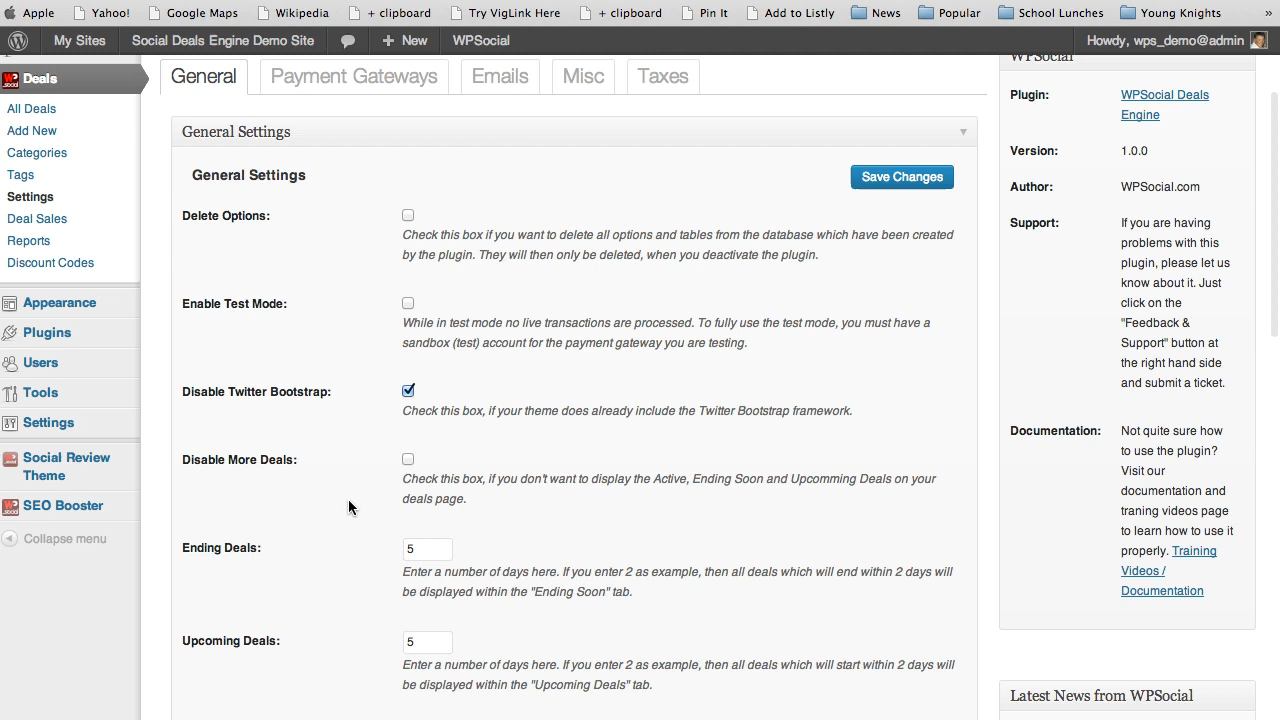 Apple Yahoo! Google Maps Wikipedia + clipboard Try VigLink Here + clipboard Pin It Add to Listly News Popular School Lunches Young Knights »
My Sites Social Deals Engine Demo Site + New WPSocial Howdy, wps_demo@admin
Deals
All Deals
Add New
Categories
Tags
Settings
Deal Sales
Reports
Discount Codes
Appearance
Plugins
Users
Tools
Settings
Social Review
Theme
SEO Booster
Collapse menu
General Payment Gateways Emails Misc Taxes
General Settings
General Settings
Save Changes
Delete Options:
Check this box if you want to delete all options and tables from the database which have been created
by the plugin. They will then only be deleted, when you deactivate the plugin.
Enable Test Mode:
While in test mode no live transactions are processed. To fully use the test mode, you must have a
sandbox (test) account for the payment gateway you are testing.
Disable Twitter Bootstrap:
Check this box, if your theme does already include the Twitter Bootstrap framework.
Disable More Deals:
Check this box, if you don't want to display the Active, Ending Soon and Upcomming Deals on your
deals page.
Ending Deals:
5
Enter a number of days here. If you enter 2 as example, then all deals which will end within 2 days will
be displayed within the "Ending Soon" tab.
Upcoming Deals:
5
Enter a number of days here. If you enter 2 as example, then all deals which will start within 2 days will
be displayed within the "Upcoming Deals" tab.
WPSocial
Plugin:
WPSocial Deals
Engine
Version:
1.0.0
Author:
WPSocial.com
Support:
If you are having
problems with this
plugin, please let us
know about it. Just
click on the
"Feedback &
Support" button at
the right hand side
and submit a ticket.
Documentation:
Not quite sure how
to use the plugin?
Visit our
documentation and
traning videos page
to learn how to use it
properly. Training
Videos /
Documentation
Latest News from WPSocial